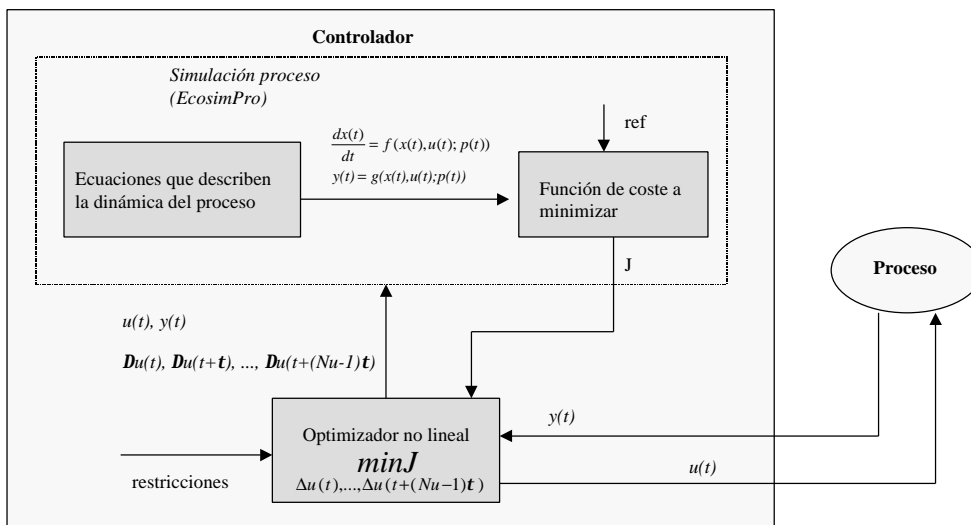 Controlador
Simulación proceso
(EcosimPro)
ref
dx(t)/dt = f(x(t),u(t); p(t))
y(t) = g(x(t),u(t);p(t))
Ecuaciones que describen
la dinámica del proceso
Función de coste a
minimizar
J
Proceso
u(t), y(t)
Du(t), Du(t+t), ..., Du(t+(Nu-1)t)
y(t)
Optimizador no lineal
minJ
Δu(t),...,Δu(t+(Nu−1)t)
restricciones
u(t)